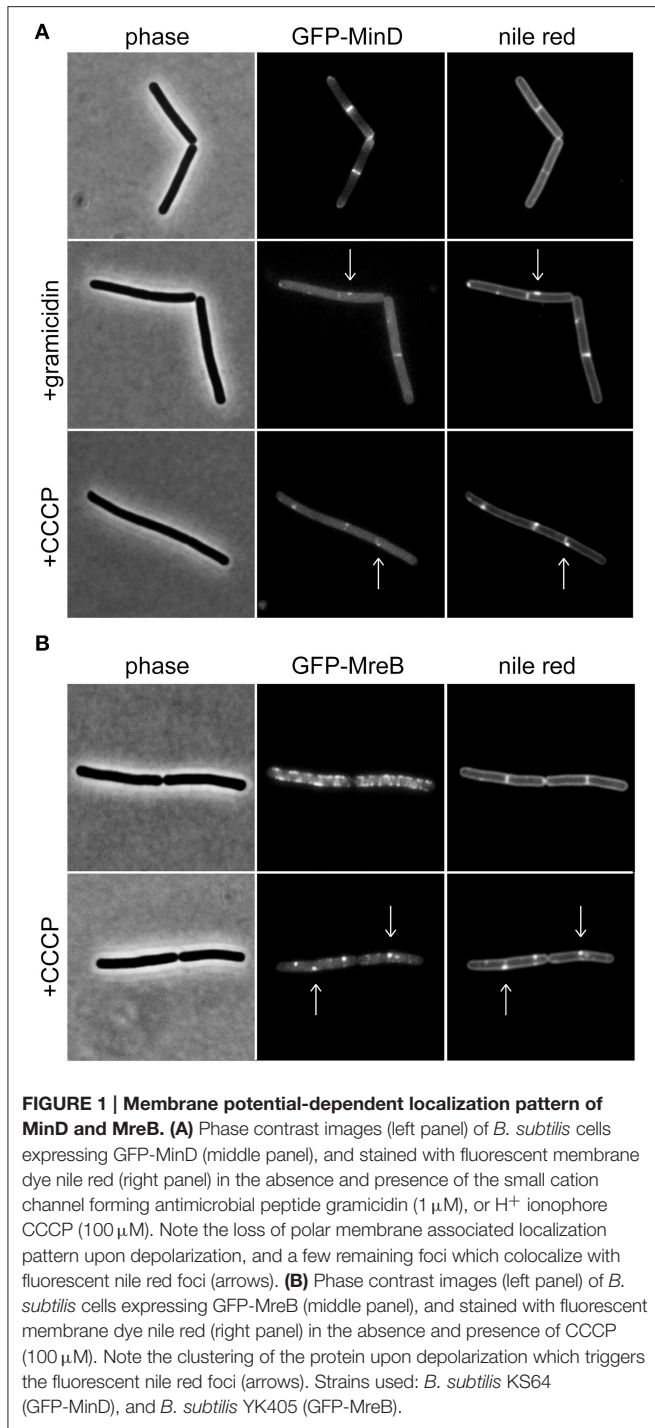 A
phase GFP-MinD nile red
+gramicidin
+CCCP
B
phase GFP-MreB nile red
+CCCP
FIGURE 1 | Membrane potential-dependent localization pattern of
MinD and MreB. (A) Phase contrast images (left panel) of B. subtilis cells
expressing GFP-MinD (middle panel), and stained with fluorescent membrane
dye nile red (right panel) in the absence and presence of the small cation
channel forming antimicrobial peptide gramicidin (1 μM), or H⁺ ionophore
CCCP (100 μM). Note the loss of polar membrane associated localization
pattern upon depolarization, and a few remaining foci which colocalize with
fluorescent nile red foci (arrows). (B) Phase contrast images (left panel) of B.
subtilis cells expressing GFP-MreB (middle panel), and stained with fluorescent
membrane dye nile red (right panel) in the absence and presence of CCCP
(100 μM). Note the clustering of the protein upon depolarization which triggers
the fluorescent nile red foci (arrows). Strains used: B. subtilis KS64
(GFP-MinD), and B. subtilis YK405 (GFP-MreB).